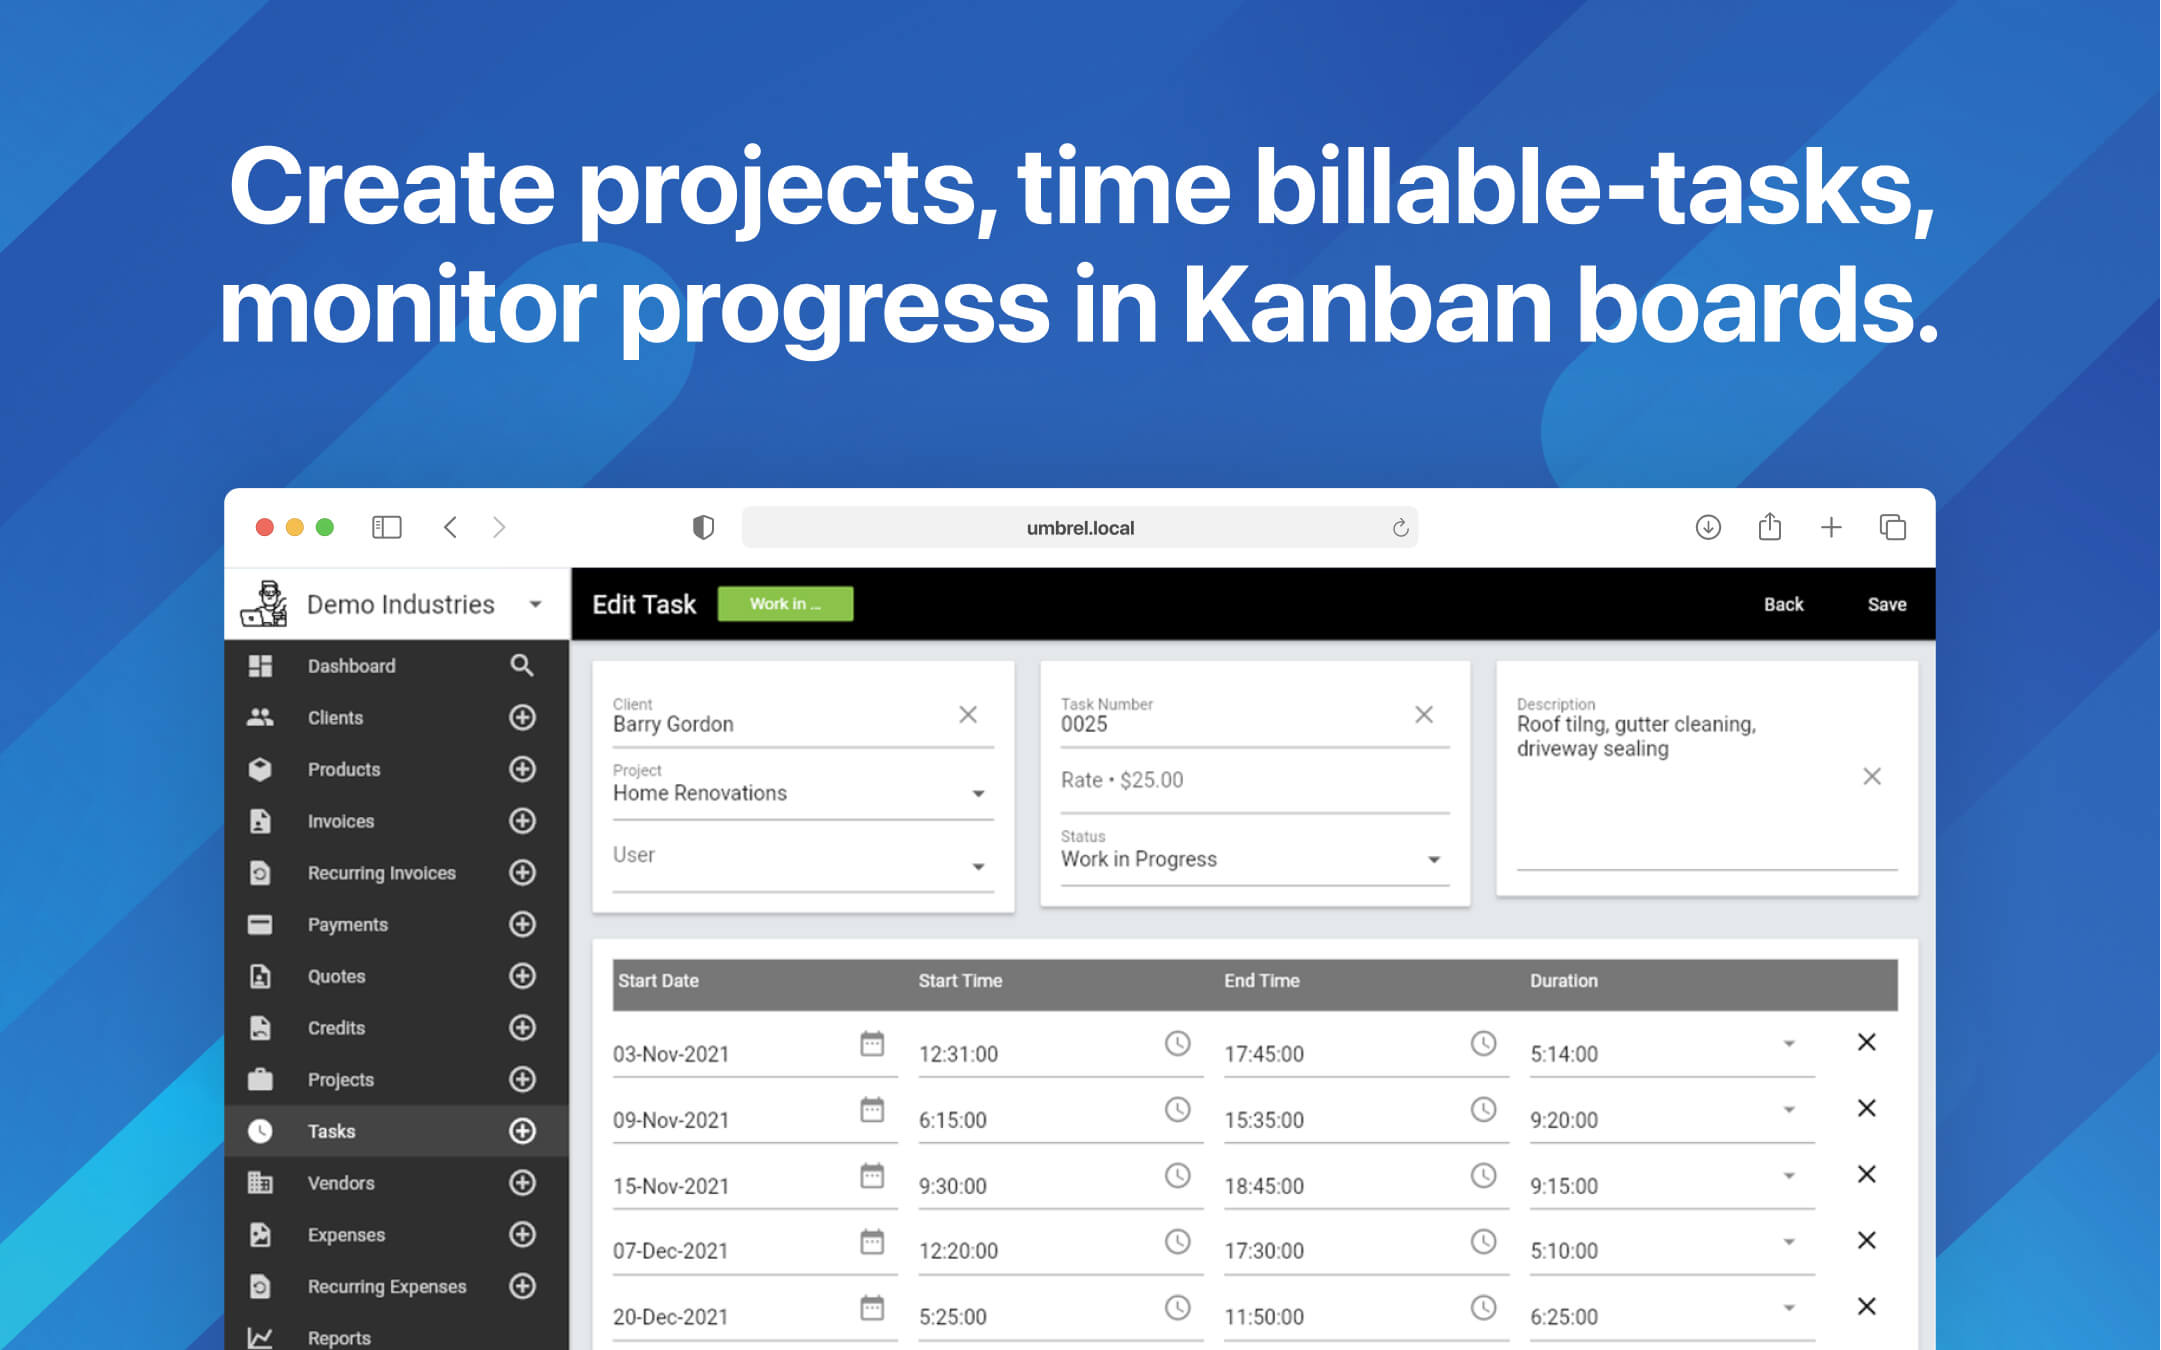 Create projects, time billable-tasks,
monitor progress in Kanban boards.
umbrel.local
Demo Industries
Edit Task
Work in ...
Back
Save
Dashboard
Clients
Products
Invoices
Recurring Invoices
Payments
Quotes
Credits
Projects
Tasks
Vendors
Expenses
Recurring Expenses
Reports
Client
Barry Gordon
Project
Home Renovations
User
Task Number
0025
Rate • $25.00
Status
Work in Progress
Description
Roof tilng, gutter cleaning,
driveway sealing
Start Date Start Time End Time Duration
03-Nov-2021 12:31:00 17:45:00 5:14:00
09-Nov-2021 6:15:00 15:35:00 9:20:00
15-Nov-2021 9:30:00 18:45:00 9:15:00
07-Dec-2021 12:20:00 17:30:00 5:10:00
20-Dec-2021 5:25:00 11:50:00 6:25:00